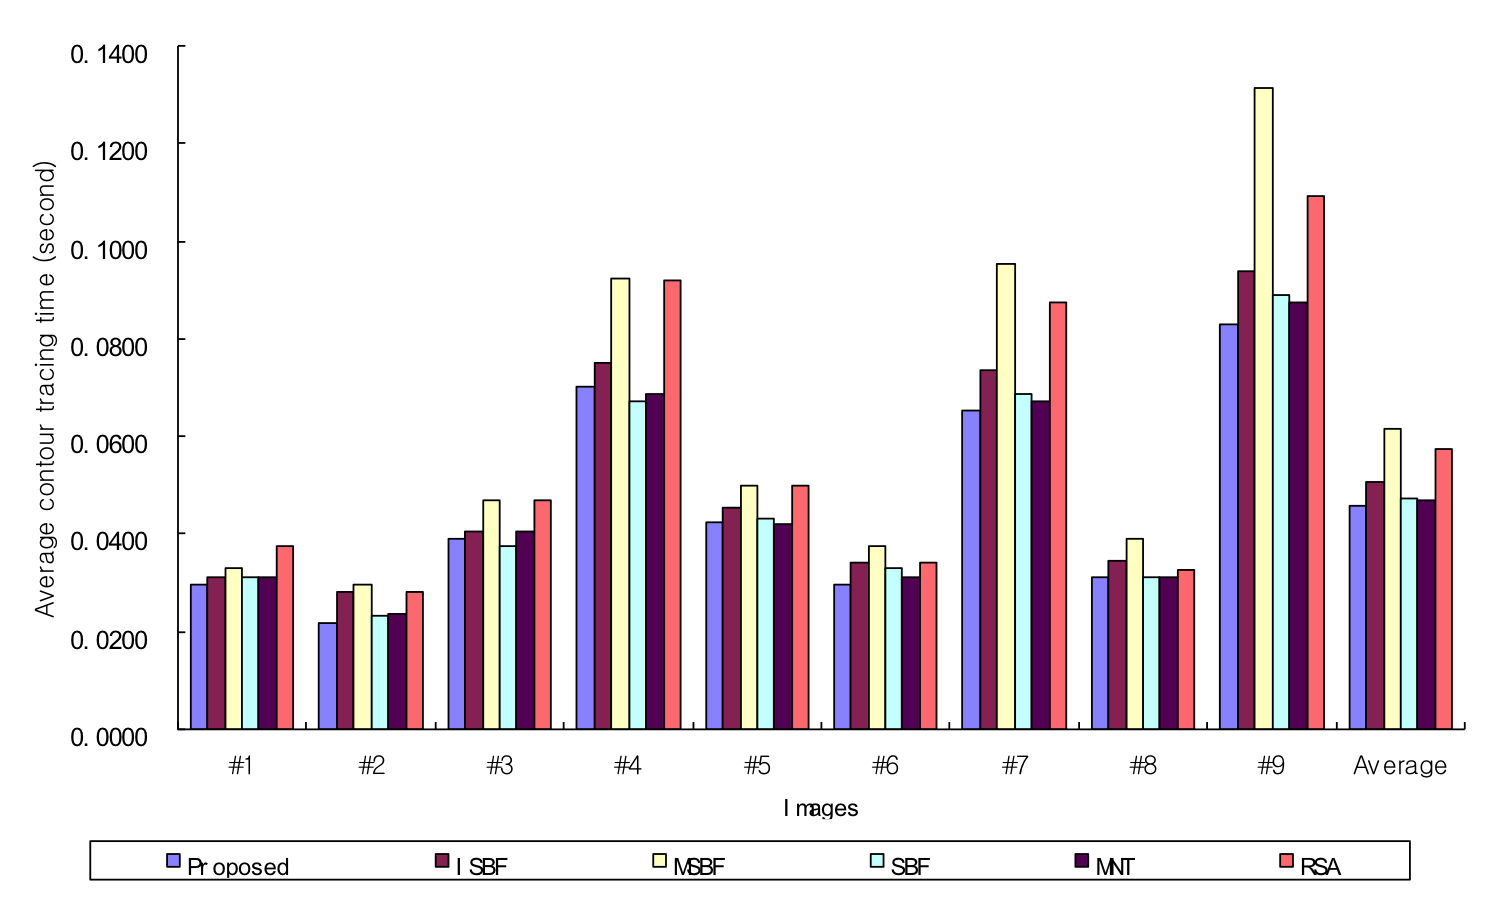 Average contour tracing time (second)
0.1400
0.1200
0.1000
0.0800
0.0600
0.0400
0.0200
0.0000
#1 #2 #3 #4 #5 #6 #7 #8 #9 Average
Images
Proposed ISBF MSBF SBF MNT RSA